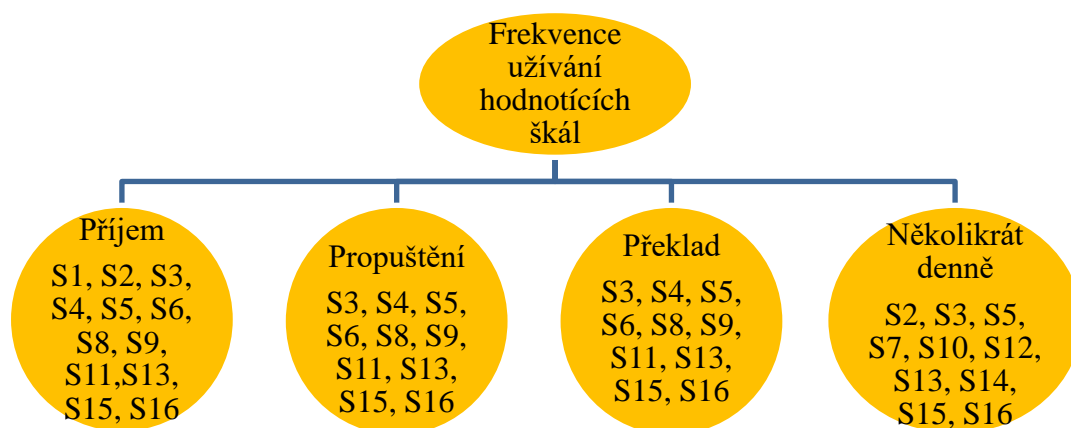 Frekvence
užívání
hodnotících
škál
Příjem
S1, S2, S3,
S4, S5, S6,
S8, S9,
S11,S13,
S15, S16
Propuštění
S3, S4, S5,
S6, S8, S9,
S11, S13,
S15, S16
Překlad
S3, S4, S5,
S6, S8, S9,
S11, S13,
S15, S16
Několikrát
denně
S2, S3, S5,
S7, S10, S12,
S13, S14,
S15, S16